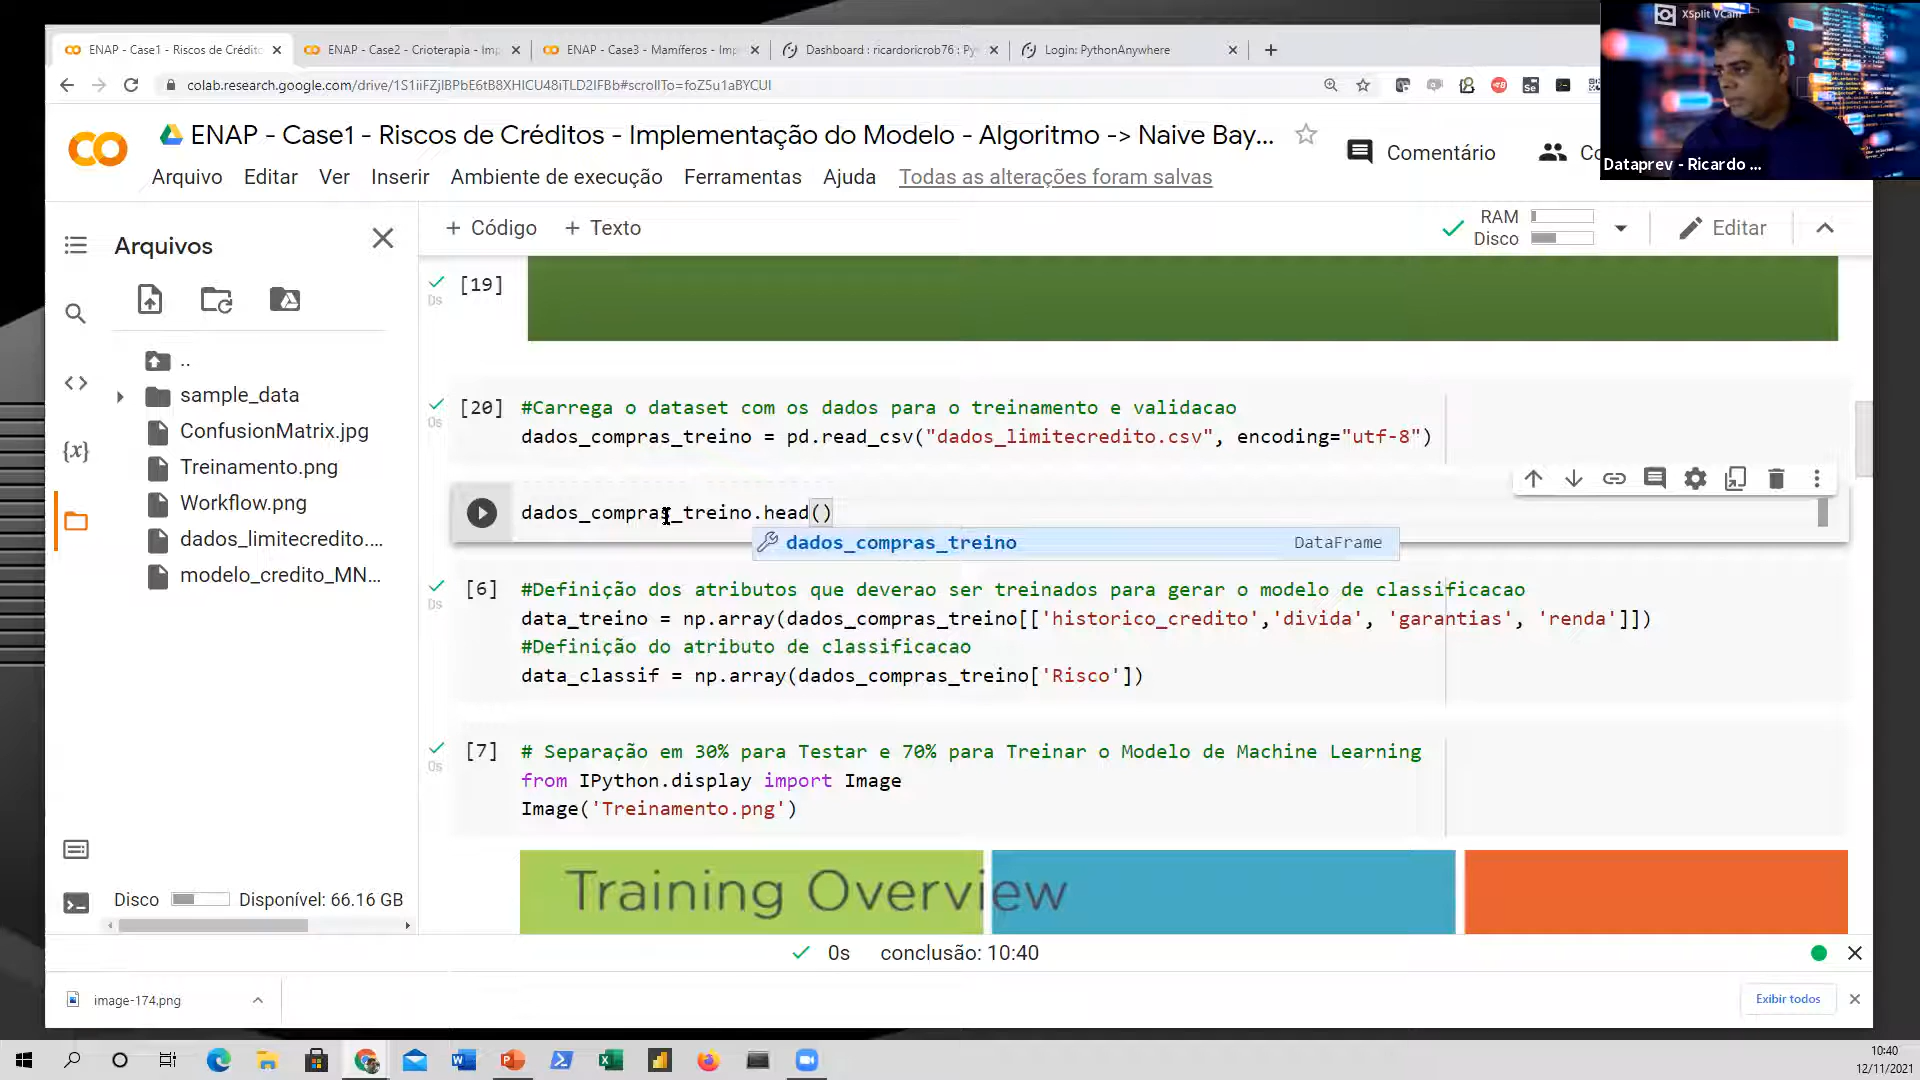 ENAP - Case1 - Riscos de Crédito
ENAP - Case2 - Crioterapia - Im
ENAP - Case3 - Mamíferos - Im
Dashboard : ricardoricrob76 : Py
Login: PythonAnywhere
XSplit VCam
colab.research.google.com/drive/1S1iiFZjIBPbE6tB8XHICU48iTLD2IFBb#scrollTo=foZ5u1aBYCUI
ENAP - Case1 - Riscos de Créditos - Implementação do Modelo - Algoritmo -> Naive Bay...
Comentário
Co
Dataprev - Ricardo ...
Arquivo Editar Ver Inserir Ambiente de execução Ferramentas Ajuda Todas as alterações foram salvas
+ Código + Texto
RAM
Disco
Editar
Arquivos
..
sample_data
ConfusionMatrix.jpg
Treinamento.png
Workflow.png
dados_limitecredito....
modelo_credito_MN...
Disco Disponível: 66.16 GB
[19]
0s
[20] #Carrega o dataset com os dados para o treinamento e validacao
0s
dados_compras_treino = pd.read_csv("dados_limitecredito.csv", encoding="utf-8")
dados_compras_treino.head()
dados_compras_treino DataFrame
[6] #Definição dos atributos que deverao ser treinados para gerar o modelo de classificacao
0s
data_treino = np.array(dados_compras_treino[['historico_credito','divida', 'garantias', 'renda']])
#Definição do atributo de classificacao
data_classif = np.array(dados_compras_treino['Risco'])
[7] # Separação em 30% para Testar e 70% para Treinar o Modelo de Machine Learning
0s
from IPython.display import Image
Image('Treinamento.png')
Training Overview
0s conclusão: 10:40
image-174.png
Exibir todos
10:40
12/11/2021